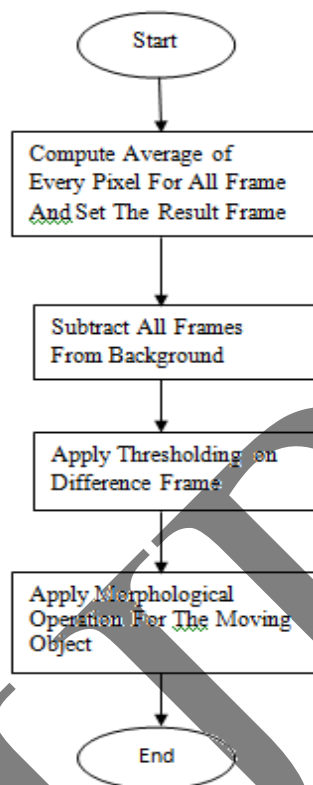 Start
Compute Average of
Every Pixel For All Frame
And Set The Result Frame
Subtract All Frames
From Background
Apply Thresholding on
Difference Frame
Apply Morphological
Operation For The Moving
Object
End